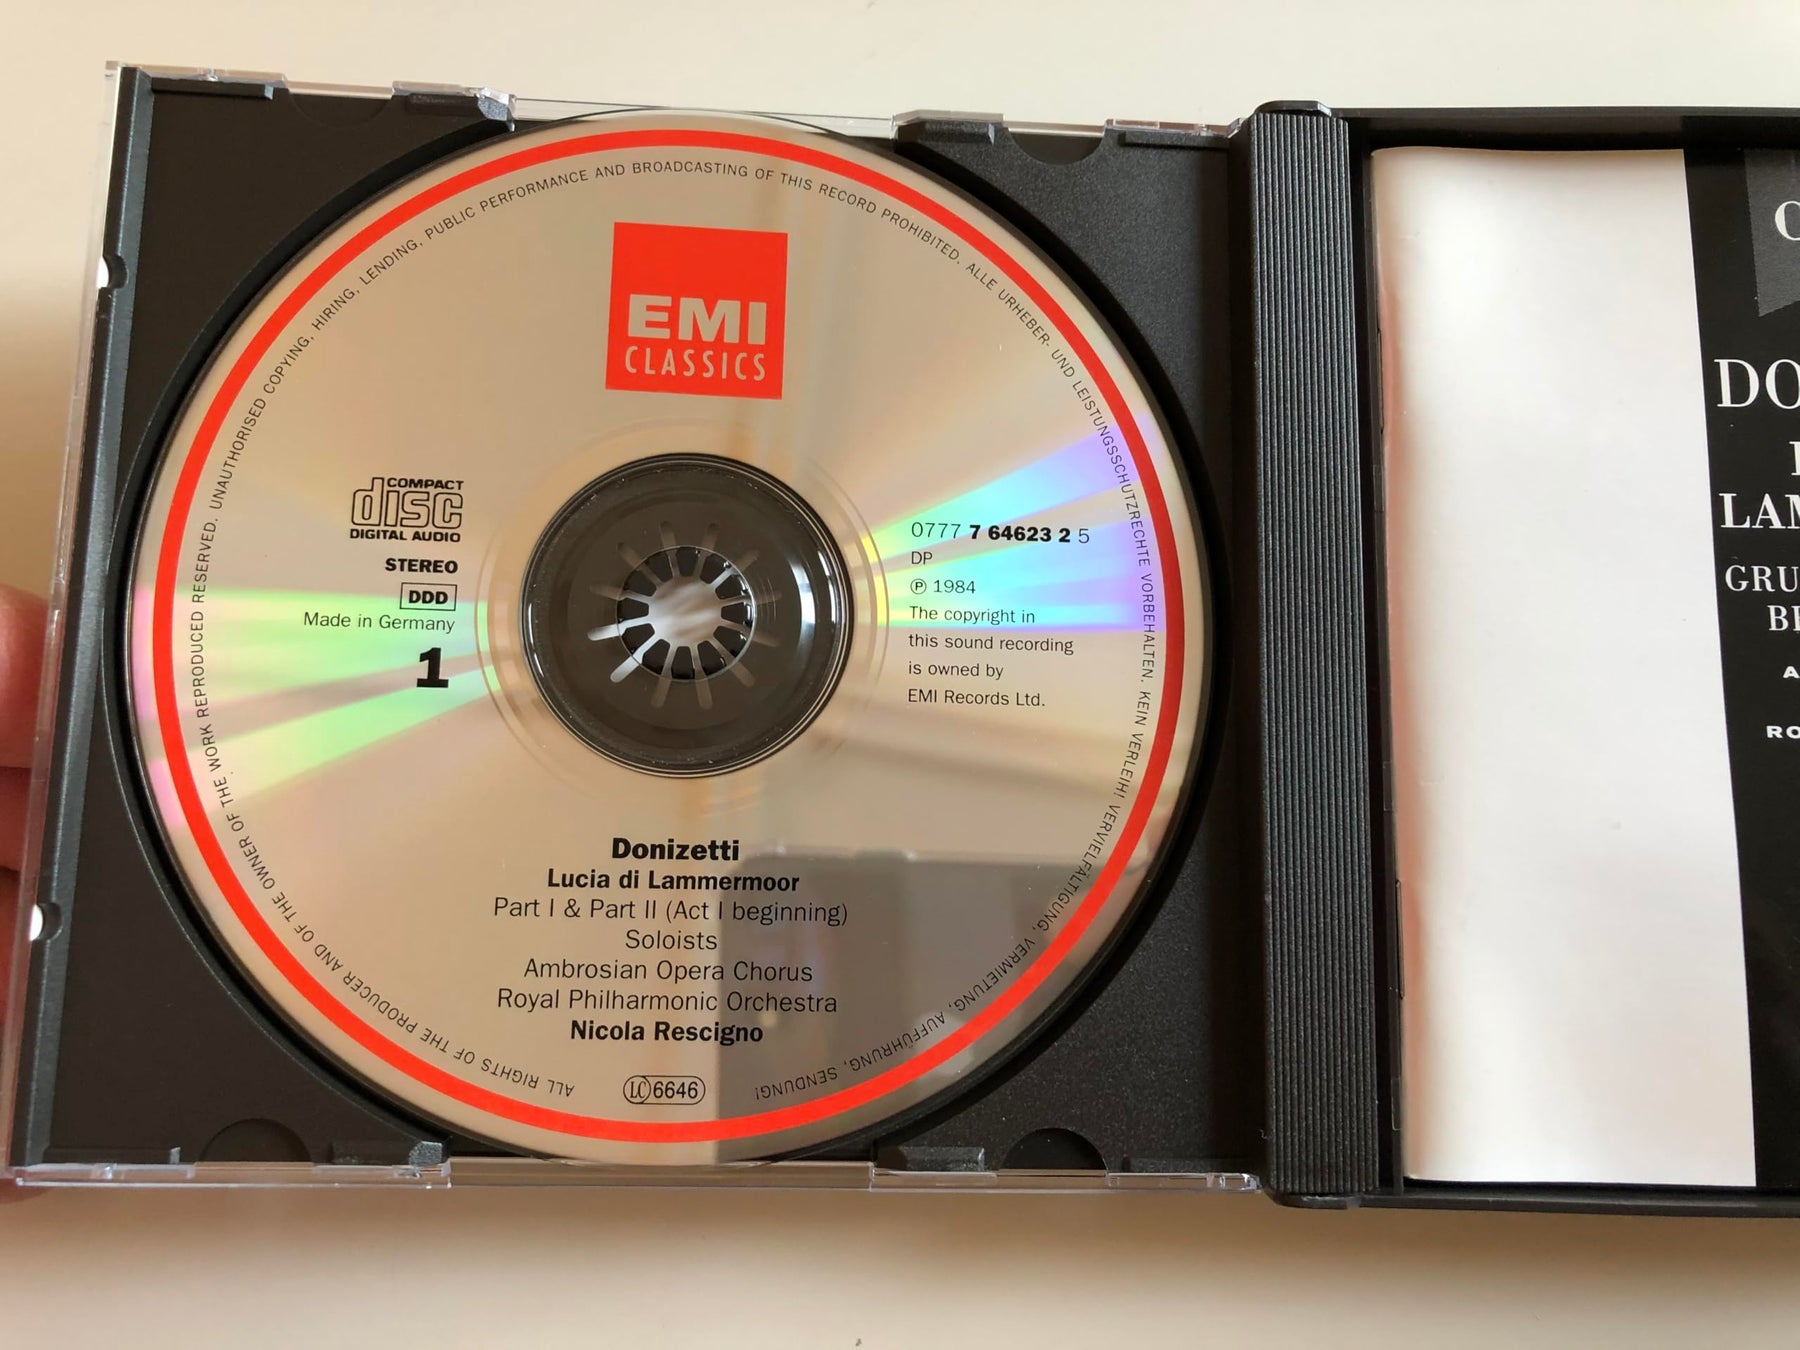 ALL RIGHTS OF THE PRODUCER AND OF THE OWNER OF THE WORK REPRODUCED RESERVED. UNAUTHORISED COPYING, HIRING, LENDING, PUBLIC PERFORMANCE AND BROADCASTING OF THIS RECORD PROHIBITED. ALLE URHEBER- UND LEISTUNGSSCHUTZRECHTE VORBEHALTEN. KEIN VERLEIH! VERVIELFÄLTIGUNG, VERMIETUNG, AUFFÜHRUNG, SENDUNG!
EMI
CLASSICS
COMPACT
disc
DIGITAL AUDIO
STEREO
DDD
Made in Germany
1
0777 7 64623 2 5
DP
℗ 1984
The copyright in
this sound recording
is owned by
EMI Records Ltd.
Donizetti
Lucia di Lammermoor
Part I & Part II (Act I beginning)
Soloists
Ambrosian Opera Chorus
Royal Philharmonic Orchestra
Nicola Rescigno
LC 6646
DO
LAM
GRU
BE
A
RO